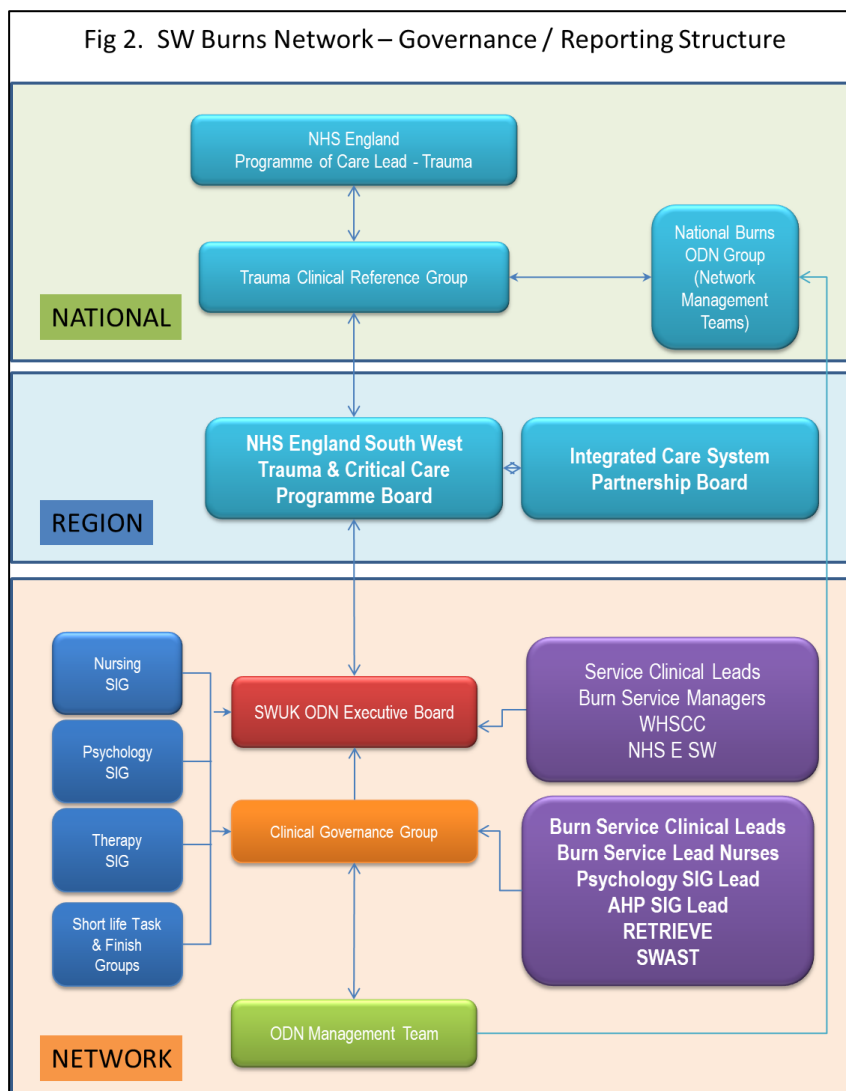 Fig 2. SW Burns Network – Governance / Reporting Structure
NHS England
Programme of Care Lead - Trauma
Trauma Clinical Reference Group
National Burns
ODN Group
(Network
Management
Teams)
NATIONAL
NHS England South West
Trauma & Critical Care
Programme Board
Integrated Care System
Partnership Board
REGION
Nursing
SIG
Psychology
SIG
Therapy
SIG
Short life Task
& Finish
Groups
SWUK ODN Executive Board
Clinical Governance Group
Service Clinical Leads
Burn Service Managers
WHSCC
NHS E SW
Burn Service Clinical Leads
Burn Service Lead Nurses
Psychology SIG Lead
AHP SIG Lead
RETRIEVE
SWAST
ODN Management Team
NETWORK